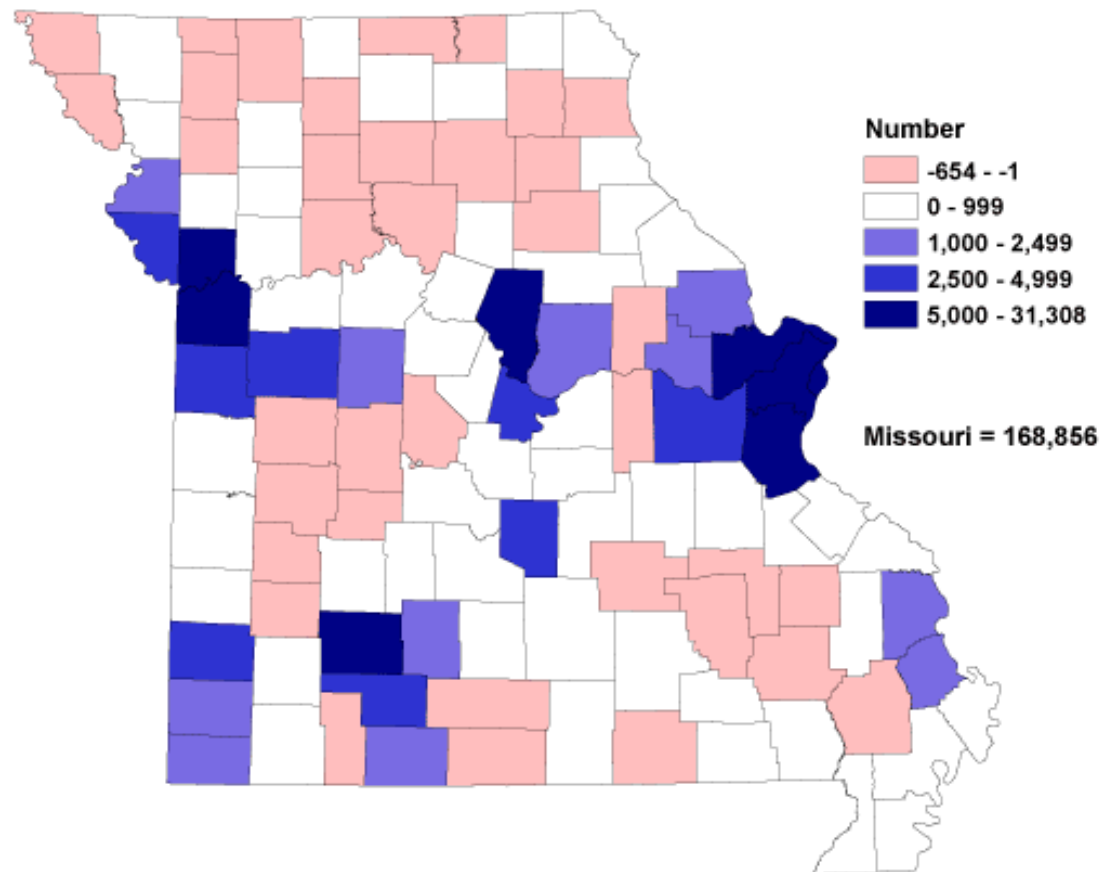 Number
-654 - -1
0 - 999
1,000 - 2,499
2,500 - 4,999
5,000 - 31,308
Missouri = 168,856